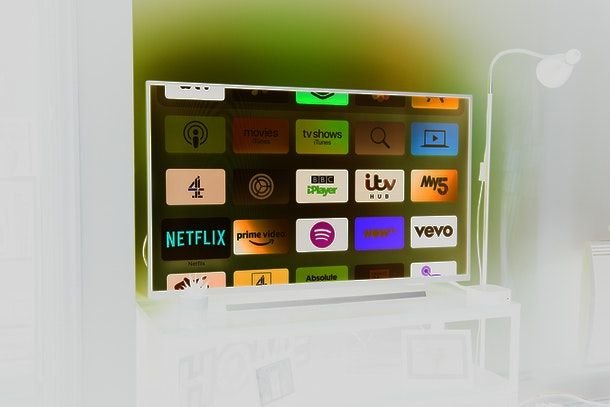 movies
iTunes
tv shows
iTunes
4
BBC
iPlayer
itv
HUB
My5
NETFLIX
prime video
NOW
vevo
Netflix
4
Absolute
HOME